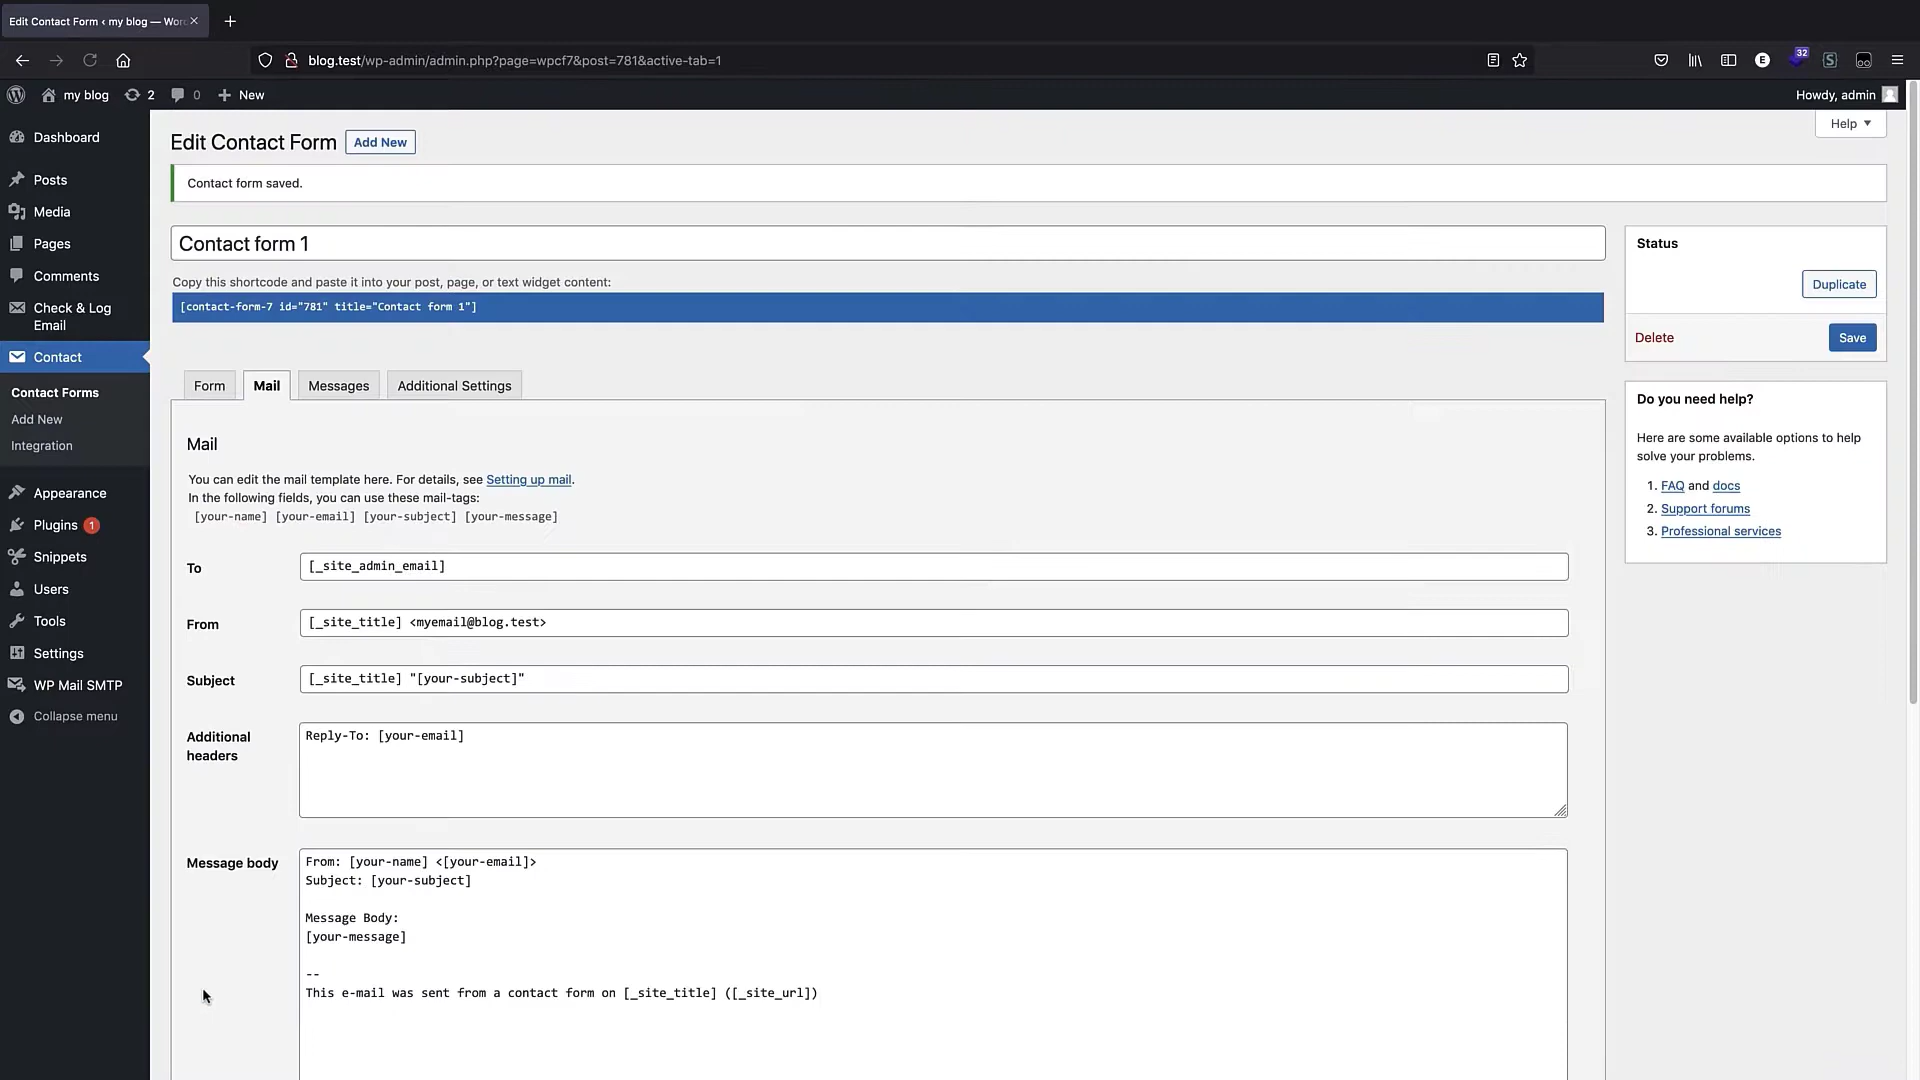 Edit Contact Form ‹ my blog — Wor
blog.test/wp-admin/admin.php?page=wpcf7&post=781&active-tab=1
E
32
S
my blog
2
0
New
Howdy, admin
Dashboard
Posts
Media
Pages
Comments
Check & Log
Email
Contact
Contact Forms
Add New
Integration
Appearance
Plugins 1
Snippets
Users
Tools
Settings
WP Mail SMTP
Collapse menu
Help
Edit Contact Form
Add New
Contact form saved.
Contact form 1
Copy this shortcode and paste it into your post, page, or text widget content:
[contact-form-7 id="781" title="Contact form 1"]
Form
Mail
Messages
Additional Settings
Mail
You can edit the mail template here. For details, see Setting up mail.
In the following fields, you can use these mail-tags:
[your-name] [your-email] [your-subject] [your-message]
To
[_site_admin_email]
From
[_site_title] <myemail@blog.test>
Subject
[_site_title] "[your-subject]"
Additional
headers
Reply-To: [your-email]
Message body
From: [your-name] <[your-email]>
Subject: [your-subject]
Message Body:
[your-message]
--
This e-mail was sent from a contact form on [_site_title] ([_site_url])
Status
Duplicate
Delete
Save
Do you need help?
Here are some available options to help
solve your problems.
1. FAQ and docs
2. Support forums
3. Professional services